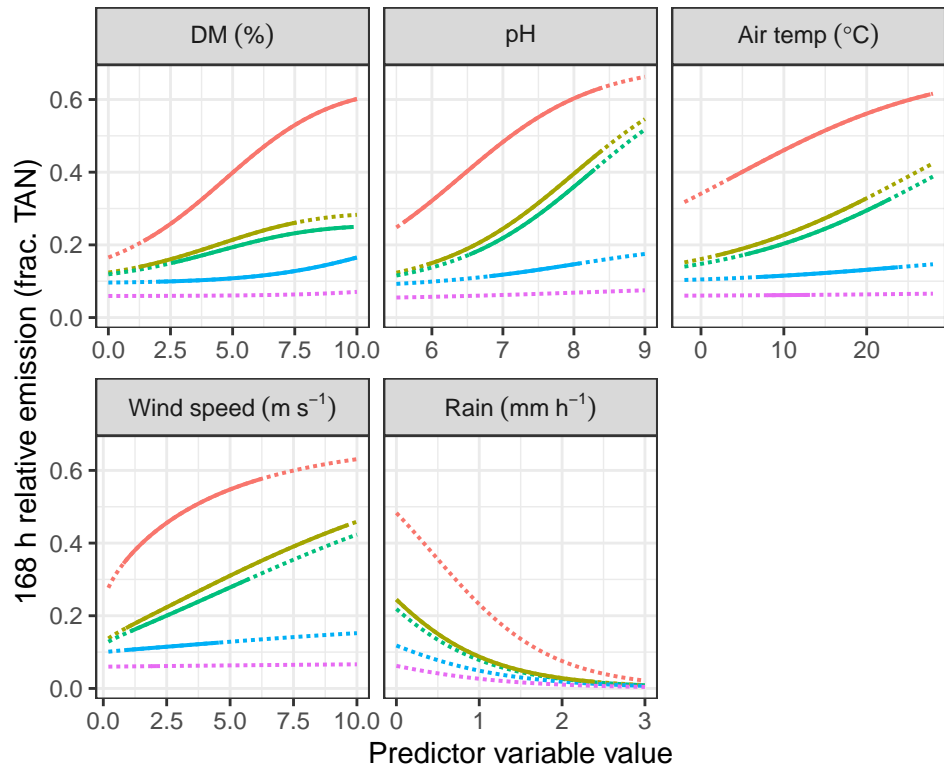 DM (%)
pH
Air temp (°C)
0.6
0.4
0.2
0.0
0.0 2.5 5.0 7.5 10.0
6 7 8 9
0 10 20
Wind speed (m s⁻¹)
Rain (mm h⁻¹)
0.6
0.4
0.2
0.0
0.0 2.5 5.0 7.5 10.0
0 1 2 3
168 h relative emission (frac. TAN)
Predictor variable value